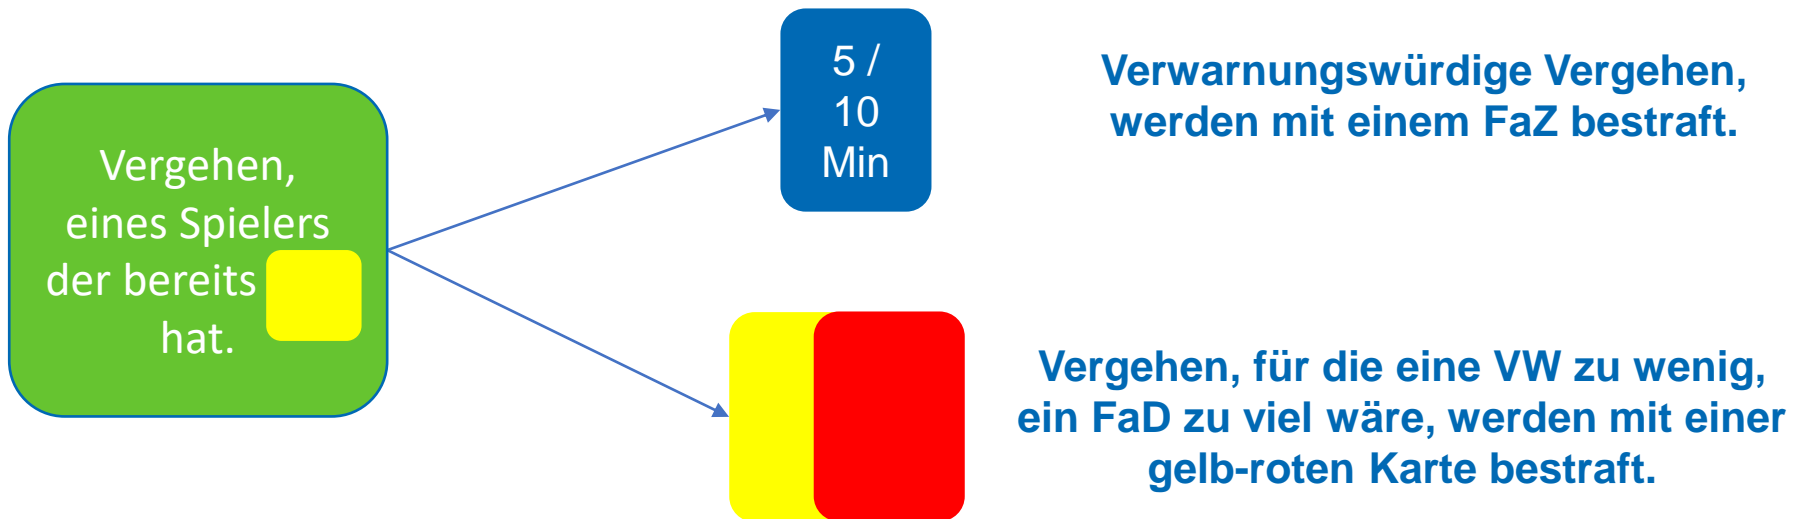 Vergehen,
eines Spielers
der bereits
hat.
5 /
10
Min
Verwarnungswürdige Vergehen,
werden mit einem FaZ bestraft.
Vergehen, für die eine VW zu wenig,
ein FaD zu viel wäre, werden mit einer
gelb-roten Karte bestraft.